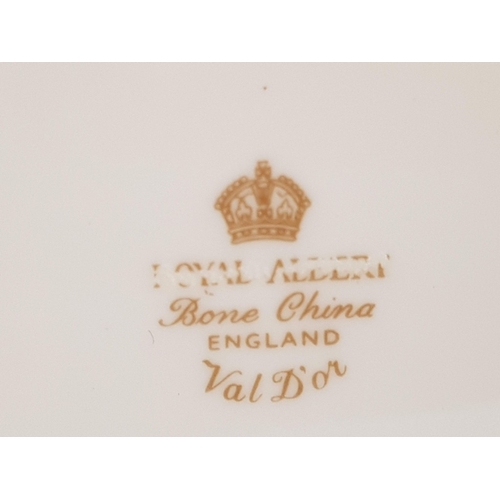 ROYAL ALBERT
Bone China
ENGLAND
Val D'or